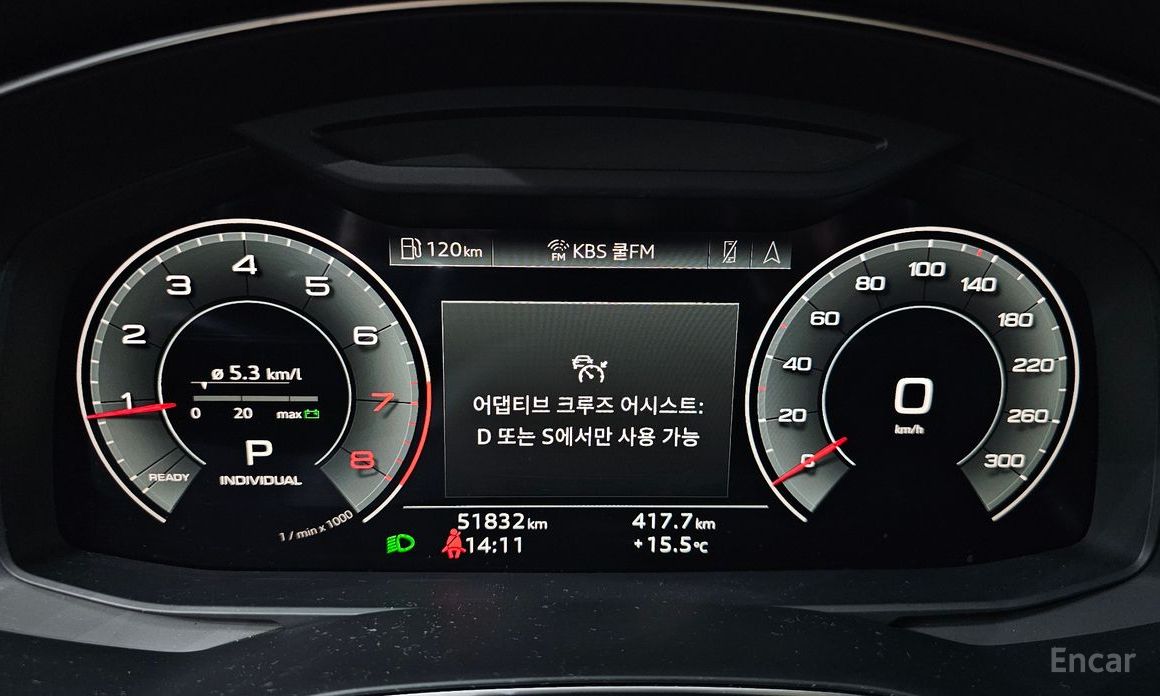 120km
FM KBS 쿨FM
1
2
3
4
5
6
7
8
ø 5.3 km/l
0 20 max
P
INDIVIDUAL
READY
1 / min x 1000
어댑티브 크루즈 어시스트:
D 또는 S에서만 사용 가능
0
20
40
60
80
100
140
180
220
260
300
0
km/h
51832km 417.7km
14:11 +15.5°C
Encar